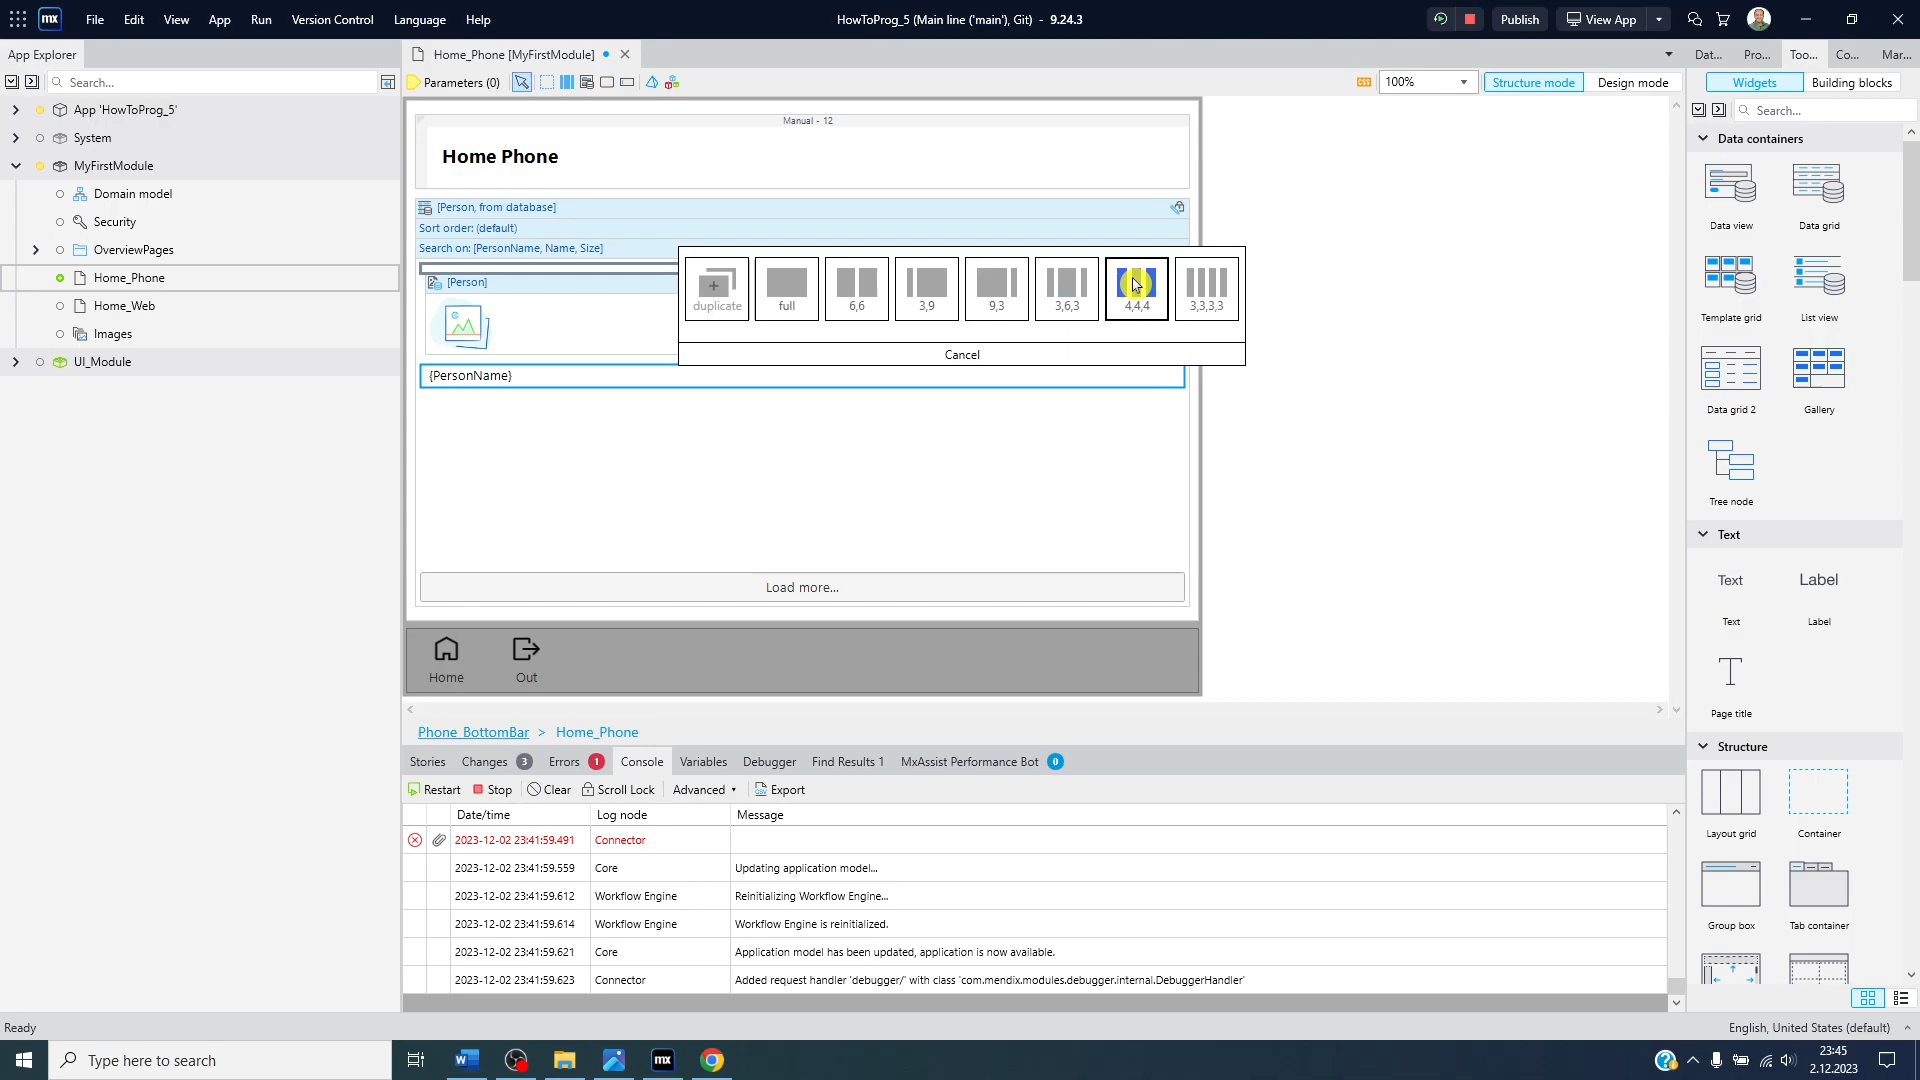 mx File Edit View App Run Version Control Language Help
HowToProg_5 (Main line ('main'), Git) - 9.24.3
Publish View App
App Explorer
Home_Phone [MyFirstModule]
Dat... Pro... Too... Co... Mar...
Search...
Parameters (0)
100%
Structure mode Design mode
Widgets Building blocks
Search...
App 'HowToProg_5'
System
MyFirstModule
Domain model
Security
OverviewPages
Home_Phone
Home_Web
Images
UI_Module
Manual - 12
Home Phone
[Person, from database]
Sort order: (default)
Search on: [PersonName, Name, Size]
[Person]
{PersonName}
Load more...
duplicate full 6,6 3,9 9,3 3,6,3 4,4,4 3,3,3,3
Cancel
Home Out
Phone_BottomBar > Home_Phone
Stories Changes 3 Errors 1 Console Variables Debugger Find Results 1 MxAssist Performance Bot 0
Restart Stop Clear Scroll Lock Advanced Export
Date/time Log node Message
2023-12-02 23:41:59.491 Connector
2023-12-02 23:41:59.559 Core Updating application model...
2023-12-02 23:41:59.612 Workflow Engine Reinitializing Workflow Engine...
2023-12-02 23:41:59.614 Workflow Engine Workflow Engine is reinitialized.
2023-12-02 23:41:59.621 Core Application model has been updated, application is now available.
2023-12-02 23:41:59.623 Connector Added request handler 'debugger/' with class 'com.mendix.modules.debugger.internal.DebuggerHandler'
Data containers
Data view Data grid
Template grid List view
Data grid 2 Gallery
Tree node
Text
Text Label
Text Label
Page title
Structure
Layout grid Container
Group box Tab container
Ready
English, United States (default)
Type here to search
mx
23:45
2.12.2023